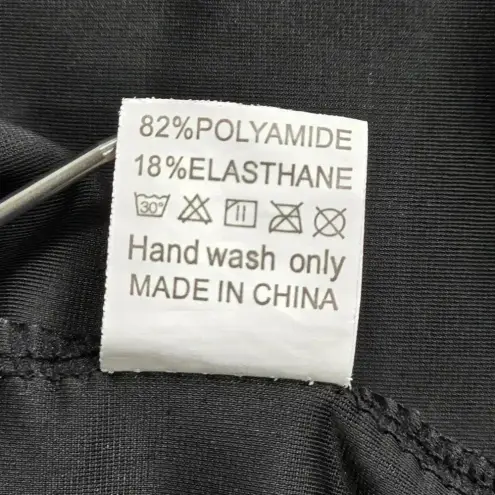 82%POLYAMIDE
18%ELASTHANE
30°
Hand wash only
MADE IN CHINA